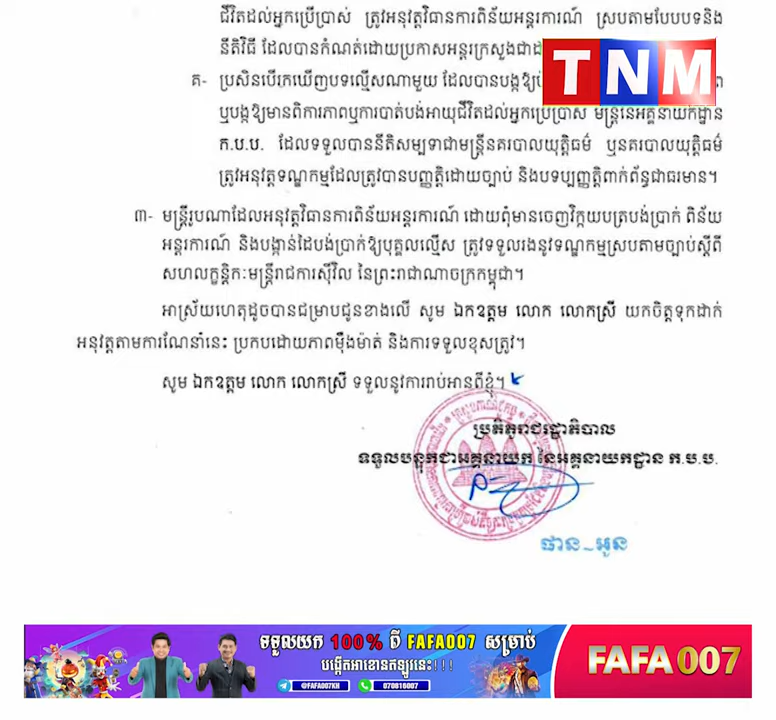 ជីវិតដល់អ្នកប្រើប្រាស់ ត្រូវអនុវត្តវិធានការពិន័យអន្តរការណ៍ ស្របតាមបែបបទនិង
នីតិវិធី ដែលបានកំណត់ដោយប្រកាសអន្តរក្រសួងជាដ
TNM
គ- ប្រសិនបើរកឃើញបទល្មើសណាមួយ ដែលបានបង្កឱ្យ
ឬបង្កឱ្យមានពិការភាពឬការបាត់បង់អាយុជីវិតដល់អ្នកប្រើប្រាស់ មន្ត្រីនៃអគ្គនាយកដ្ឋាន
ក.ប.ប. ដែលទទួលបាននីតិសម្បទាជាមន្ត្រីនគរបាលយុត្តិធម៌ ឬនគរបាលយុត្តិធម៌
ត្រូវអនុវត្តទណ្ឌកម្មដែលត្រូវបានបញ្ញត្តិដោយច្បាប់ និងបទប្បញ្ញត្តិពាក់ព័ន្ធជាធរមាន។
៣- មន្ត្រីរូបណាដែលអនុវត្តវិធានការពិន័យអន្តរការណ៍ ដោយពុំមានចេញវិក្កយបត្របង់ប្រាក់ ពិន័យ
អន្តរការណ៍ និងបង្កាន់ដៃបង់ប្រាក់ឱ្យបុគ្គលល្មើស ត្រូវទទួលរងនូវទណ្ឌកម្មស្របតាមច្បាប់ស្តីពី
សហលក្ខន្តិកៈមន្ត្រីរាជការស៊ីវិល នៃព្រះរាជាណាចក្រកម្ពុជា។
អាស្រ័យហេតុដូចបានជម្រាបជូនខាងលើ សូម ឯកឧត្តម លោក លោកស្រី យកចិត្តទុកដាក់
អនុវត្តតាមការណែនាំនេះ ប្រកបដោយភាពម៉ឺងម៉ាត់ និងការទទួលខុសត្រូវ។
សូម ឯកឧត្តម លោក លោកស្រី ទទួលនូវការរាប់អានពីខ្ញុំ។
ប្រតិភូរាជរដ្ឋាភិបាល
ទទួលបន្ទុកជាអគ្គនាយក នៃអគ្គនាយកដ្ឋាន ក.ប.ប.
ផាន អូន
ទទួលយក 100% ពី FAFA007 សម្រាប់
បង្កើតអាខោនឥឡូវនេះ!!!
@FAFA007KH 070816007
FAFA007